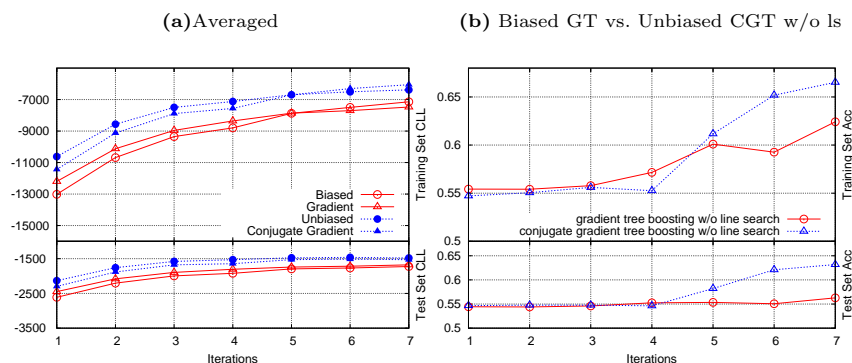 (a)Averaged
-7000
-9000
-11000
-13000
-15000
Training Set CLL
Biased
Gradient
Unbiased
Conjugate Gradient
-1500
-2500
-3500
Test Set CLL
1 2 3 4 5 6 7
Iterations
(b) Biased GT vs. Unbiased CGT w/o ls
0.65
0.6
0.55
0.5
Training Set Acc
gradient tree boosting w/o line search
conjugate gradient tree boosting w/o line search
0.65
0.6
0.55
0.5
Test Set Acc
1 2 3 4 5 6 7
Iterations